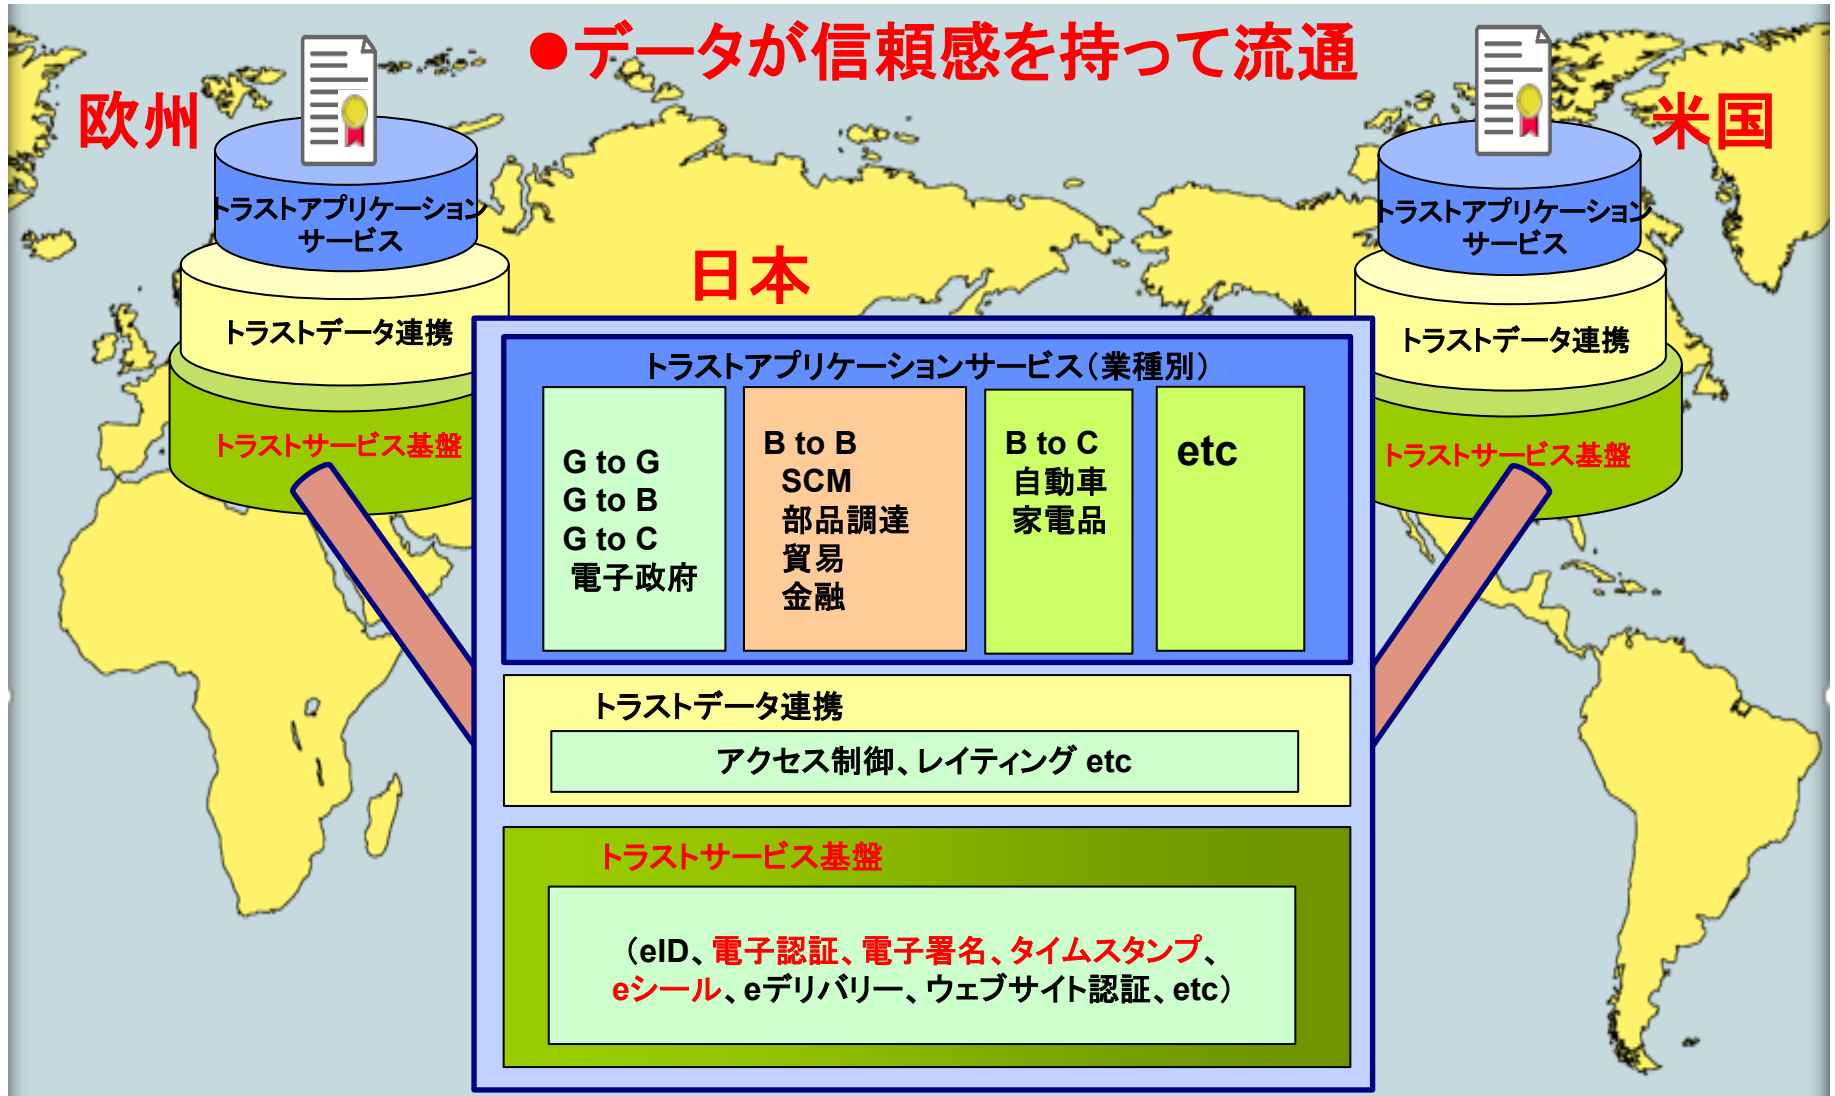 ●データが信頼感を持って流通
欧州
トラストアプリケーション
サービス
トラストデータ連携
トラストサービス基盤
米国
トラストアプリケーション
サービス
トラストデータ連携
トラストサービス基盤
日本
トラストアプリケーションサービス（業種別）
G to G
G to B
G to C
電子政府
B to B
SCM
部品調達
貿易
金融
B to C
自動車
家電品
etc
トラストデータ連携
アクセス制御、レイティング etc
トラストサービス基盤
（eID、電子認証、電子署名、タイムスタンプ、
eシール、eデリバリー、ウェブサイト認証、etc）